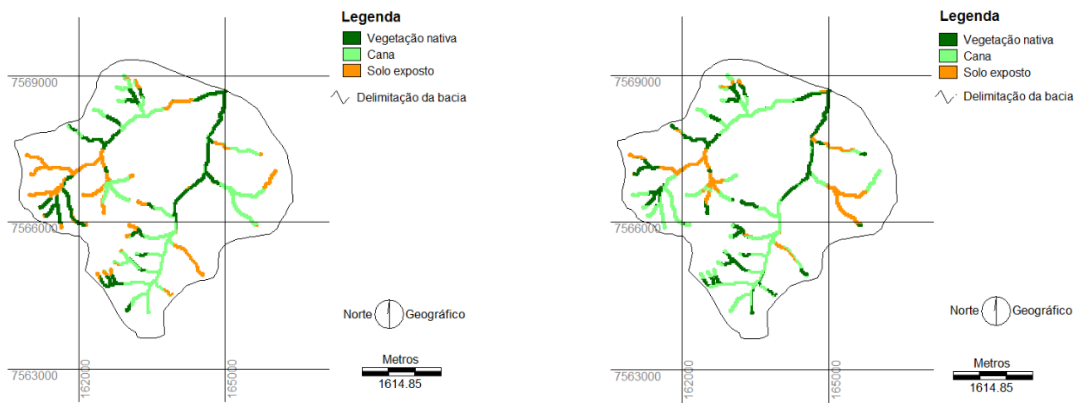 Legenda
Vegetação nativa
Cana
Solo exposto
Delimitação da bacia
7569000
7566000
Norte
Geográfico
Metros
1614.85
7563000
162000
165000
Legenda
Vegetação nativa
Cana
Solo exposto
Delimitação da bacia
7569000
7566000
Norte
Geográfico
Metros
1614.85
7563000
162000
165000